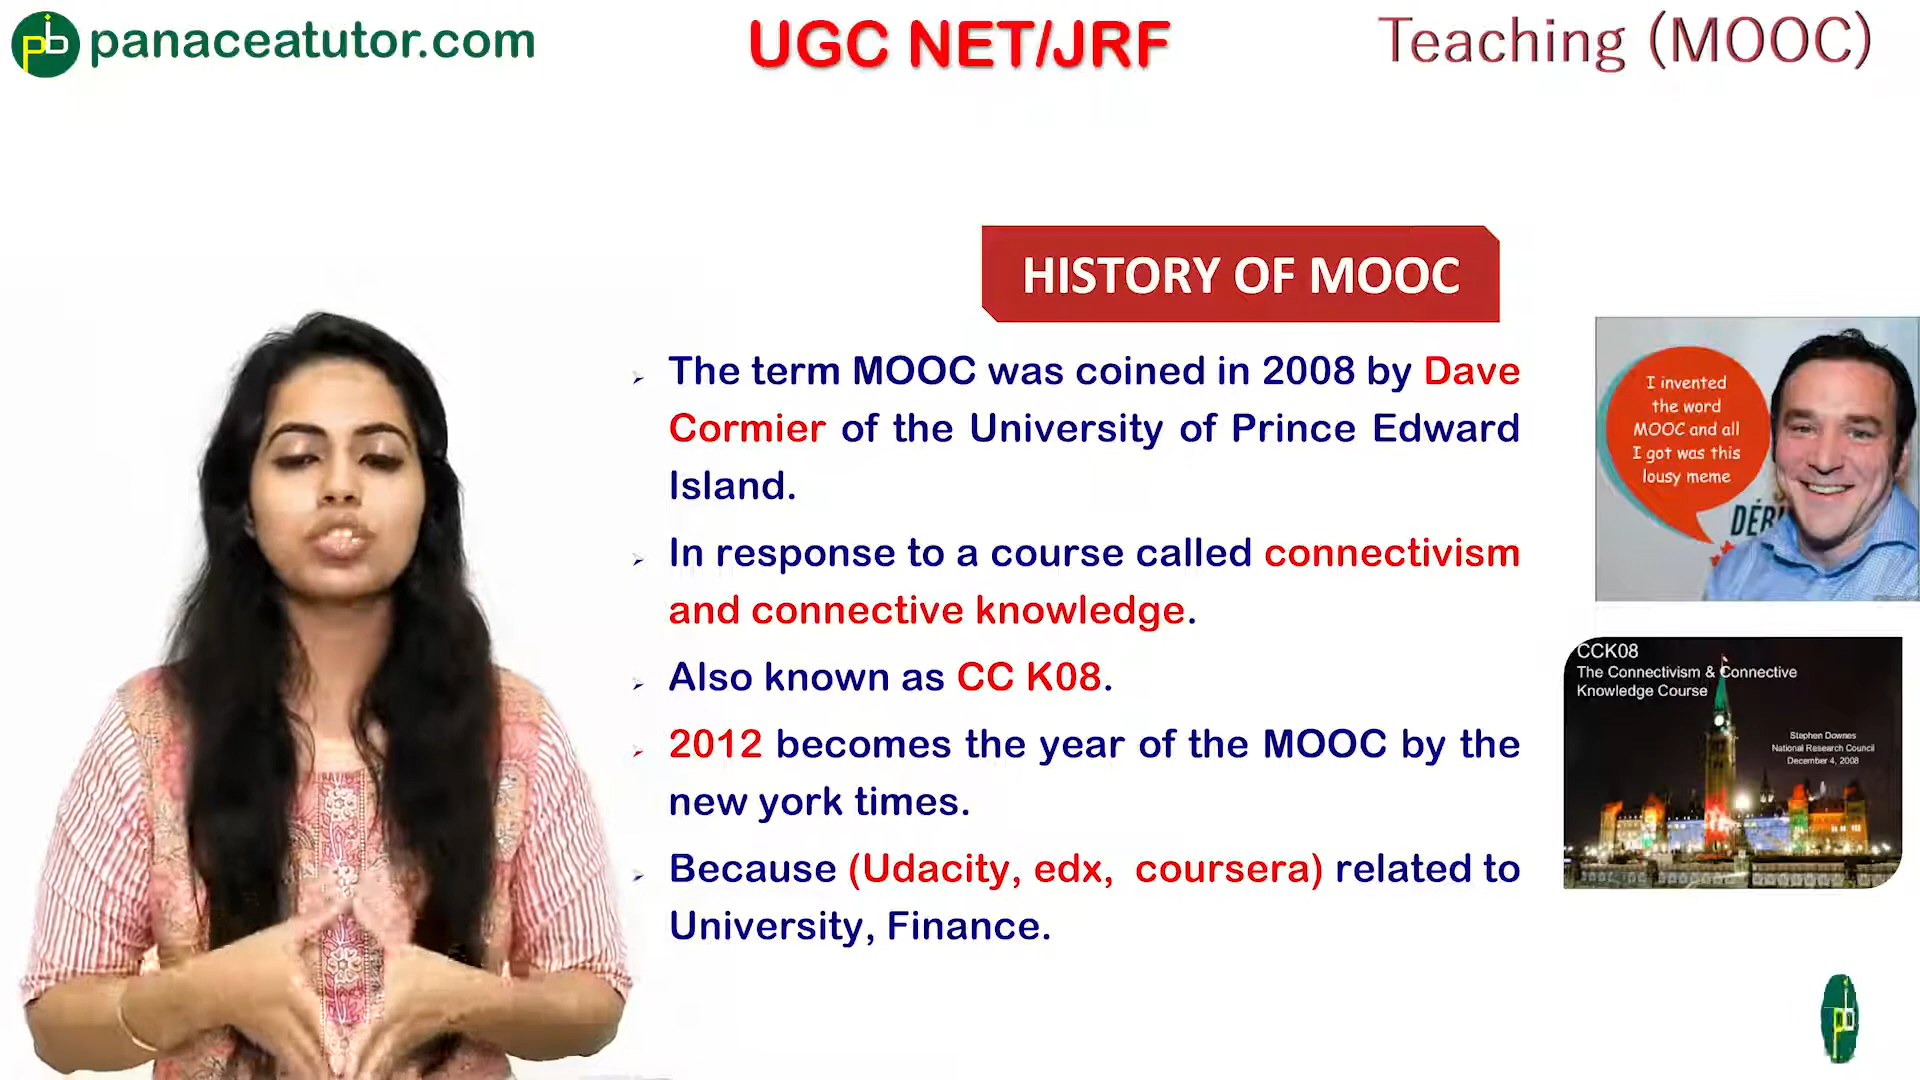 panaceatutor.com
UGC NET/JRF
Teaching (MOOC)
HISTORY OF MOOC
The term MOOC was coined in 2008 by Dave
Cormier of the University of Prince Edward
Island.
In response to a course called connectivism
and connective knowledge.
Also known as CC K08.
2012 becomes the year of the MOOC by the
new york times.
Because (Udacity, edx, coursera) related to
University, Finance.
I invented
the word
MOOC and all
I got was this
lousy meme
CCK08
The Connectivism & Connective
Knowledge Course
Stephen Downes
National Research Council
December 4, 2008